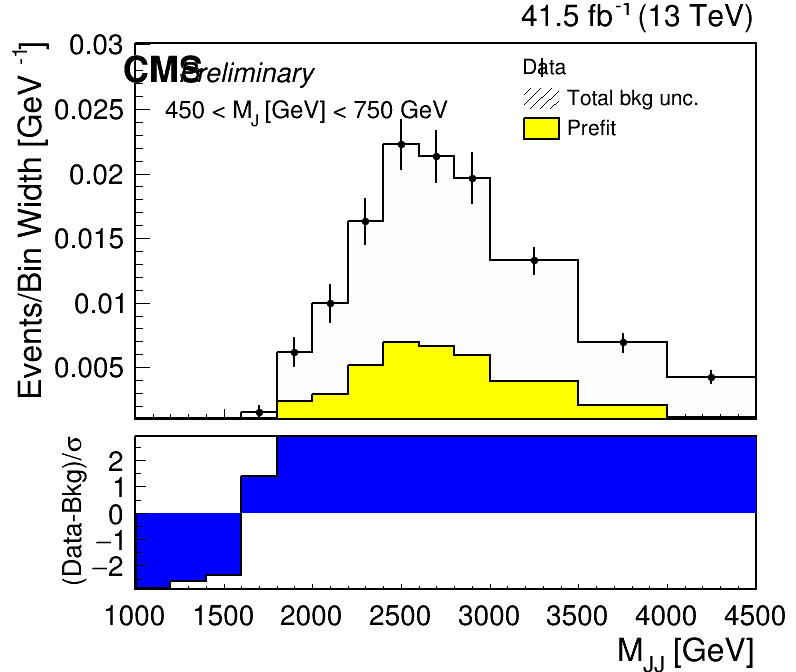 41.5 fb-1 (13 TeV)
CMS Preliminary
450 < MJ [GeV] < 750 GeV
Data
Total bkg unc.
Prefit
Events/Bin Width [GeV-1]
0.03
0.025
0.02
0.015
0.01
0.005
(Data-Bkg)/σ
2
1
0
−1
−2
1000 1500 2000 2500 3000 3500 4000 4500
MJJ [GeV]